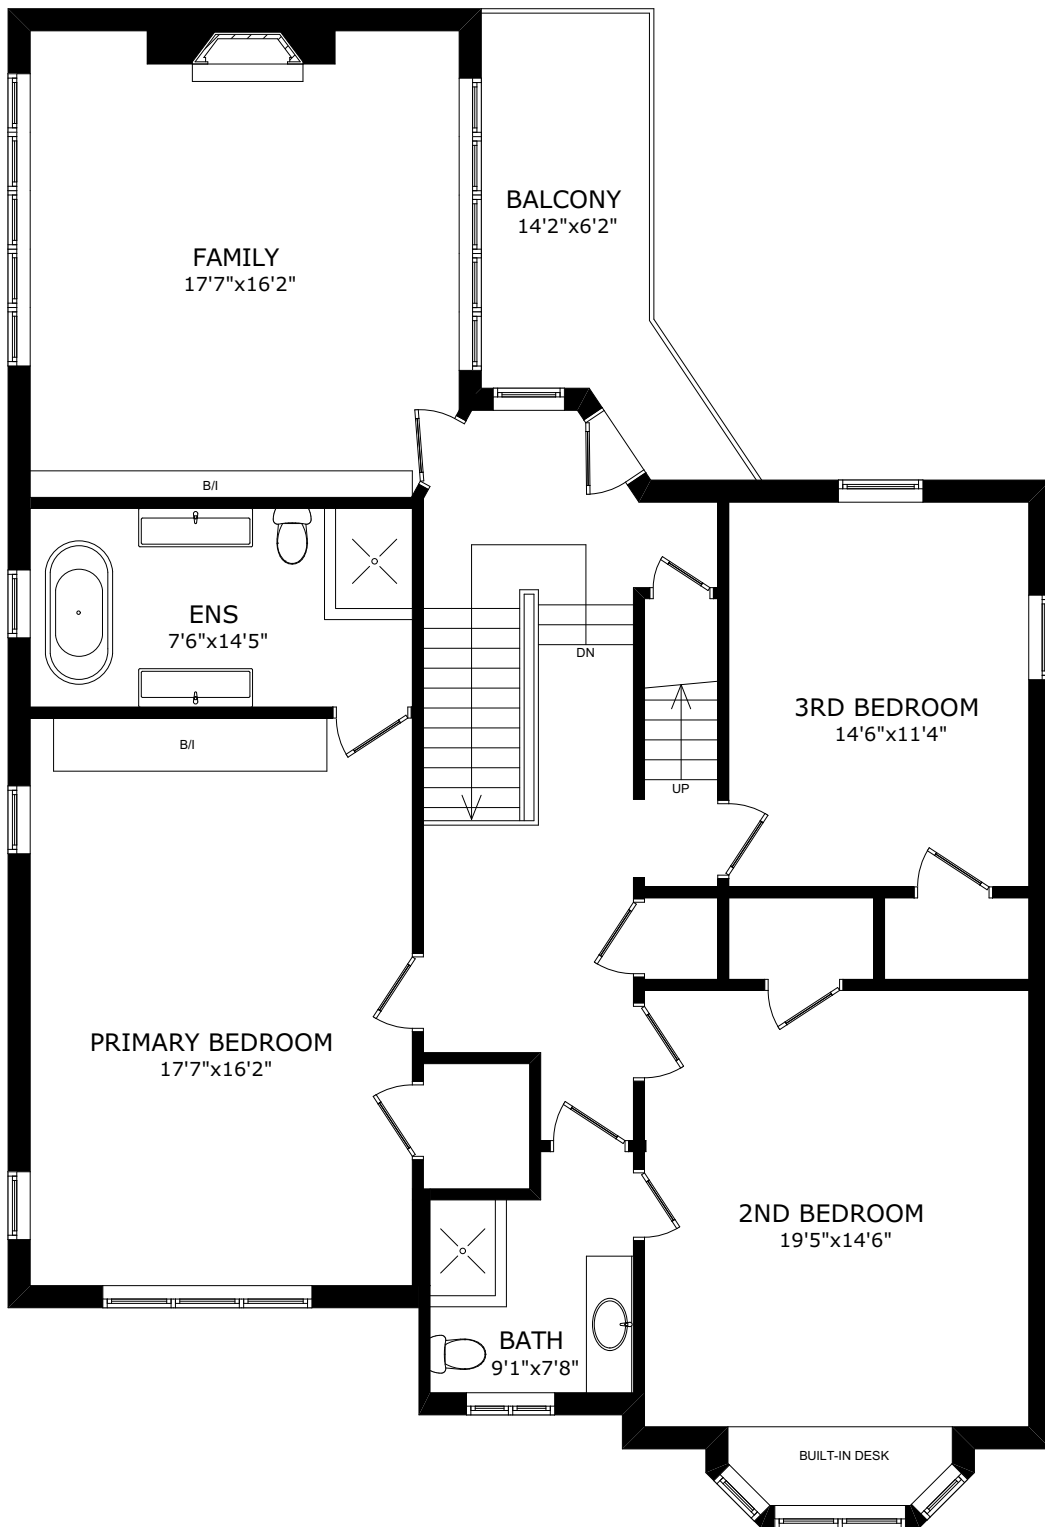 BALCONY
14'2"x6'2"
FAMILY
17'7"x16'2"
B/I
ENS
7'6"x14'5"
DN
3RD BEDROOM
14'6"x11'4"
B/I
UP
PRIMARY BEDROOM
17'7"x16'2"
2ND BEDROOM
19'5"x14'6"
BATH
9'1"x7'8"
BUILT-IN DESK